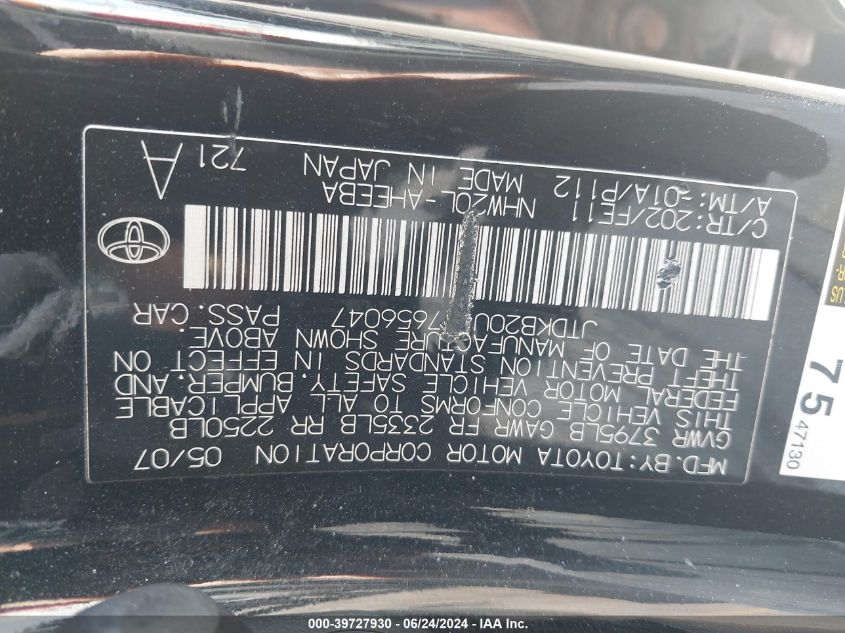 MFD. BY:TOYOTA MOTOR CORPORATION 05/07
GVWR 3795LB GAWR FR 2335LB RR 2250LB
THIS VEHICLE CONFORMS TO ALL APPLICABLE
FEDERAL MOTOR VEHICLE SAFETY, BUMPER, AND
THEFT PREVENTION STANDARDS IN EFFECT ON
THE DATE OF MANUFACTURE SHOWN ABOVE.
JTDKB20U 7656047 PASS. CAR
C/TR:202/FE11 NHW20L-AHEEBA
A/TM:-01A/P112 MADE IN JAPAN
A 721
75
47130
000-39727930 - 06/24/2024 - IAA Inc.